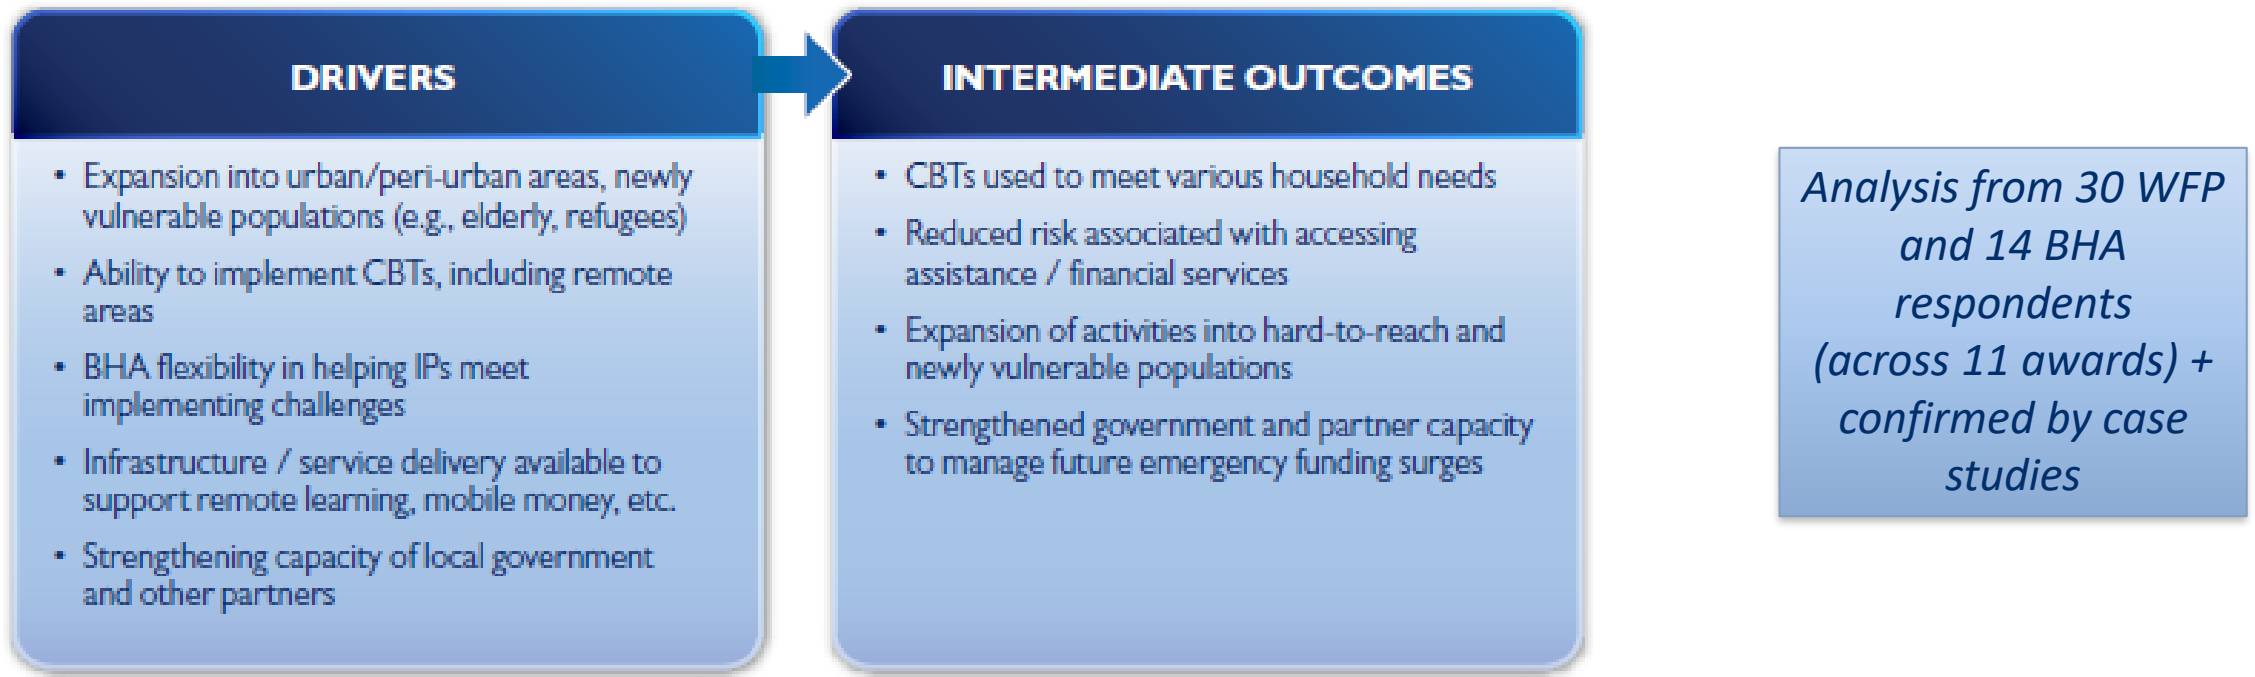 DRIVERS
• Expansion into urban/peri-urban areas, newly
vulnerable populations (e.g., elderly, refugees)
• Ability to implement CBTs, including remote
areas
• BHA flexibility in helping IPs meet
implementing challenges
• Infrastructure / service delivery available to
support remote learning, mobile money, etc.
• Strengthening capacity of local government
and other partners
INTERMEDIATE OUTCOMES
• CBTs used to meet various household needs
• Reduced risk associated with accessing
assistance / financial services
• Expansion of activities into hard-to-reach and
newly vulnerable populations
• Strengthened government and partner capacity
to manage future emergency funding surges
Analysis from 30 WFP
and 14 BHA
respondents
(across 11 awards) +
confirmed by case
studies